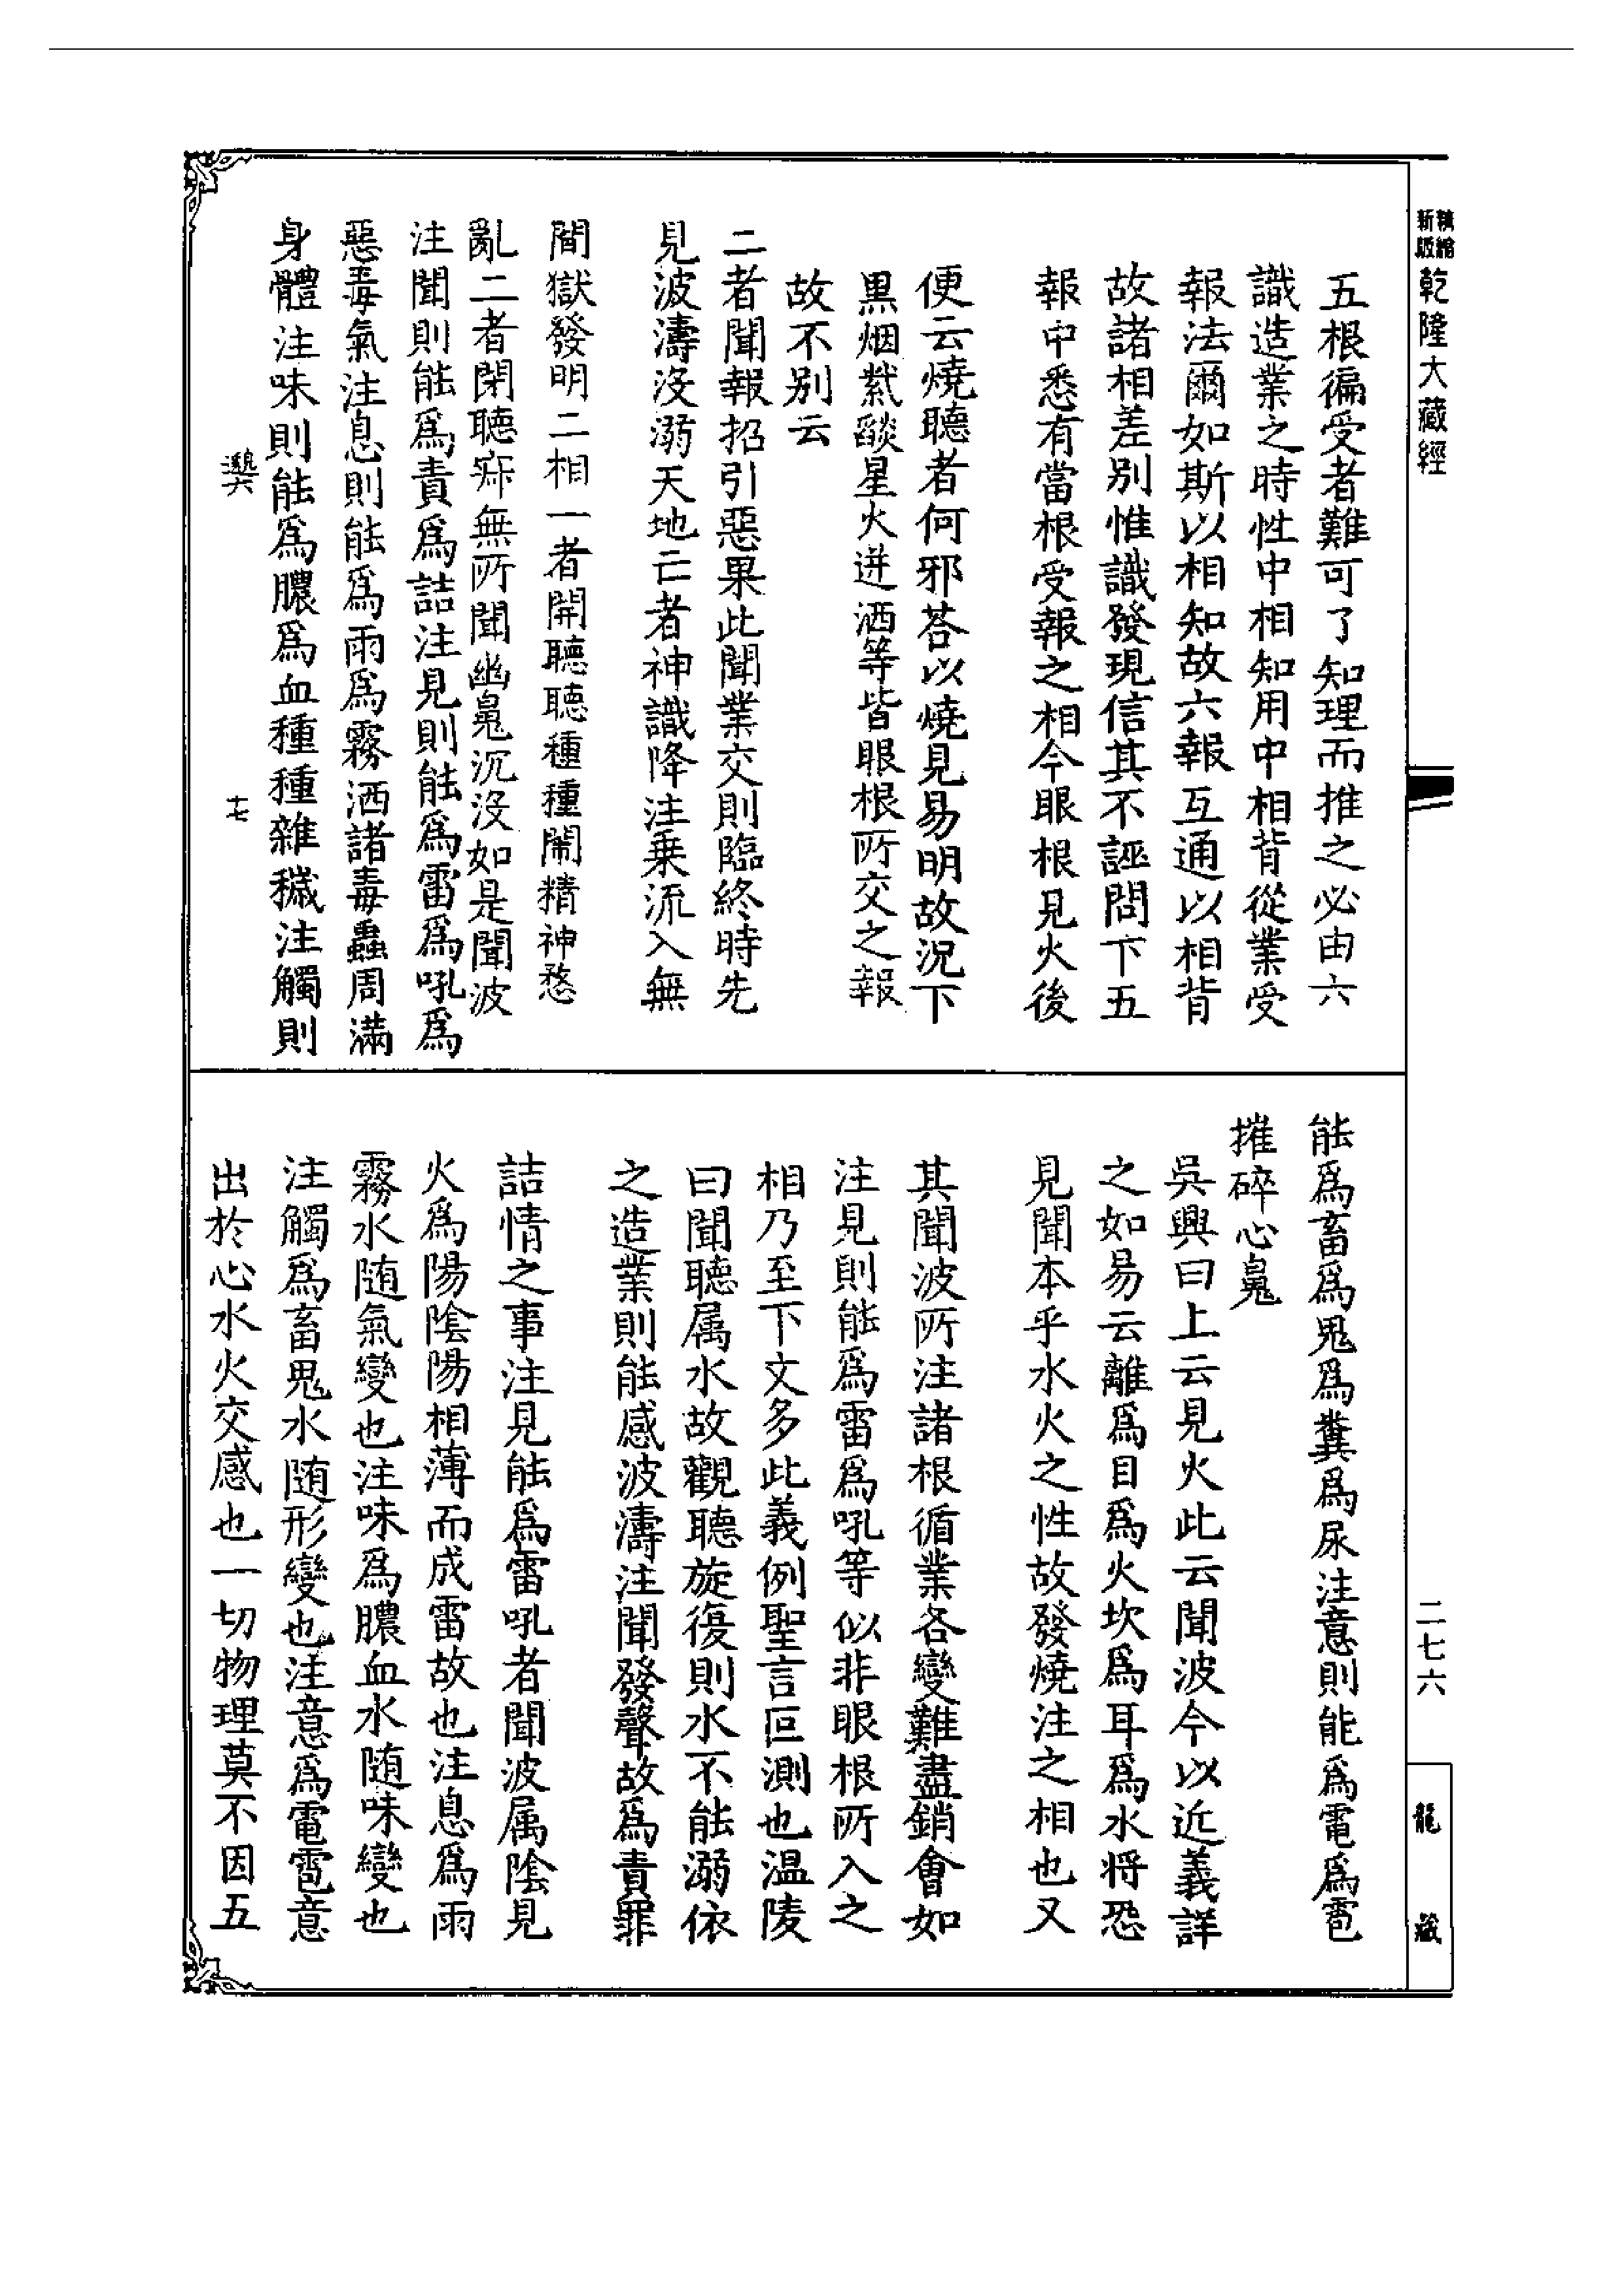 精縮新版 乾隆大藏經
五根徧受者難可了知理而推之必由六
識造業之時性中相知用中相背從業受
報法爾如斯以相知故六報互通以相背
故諸相差別惟識發現信其不誣問下五
報中悉有當根受報之相今眼根見火後
便云燒聽者何邪荅以燒見易明故況下
黒烟紫燄星火迸洒等皆眼根所交之報
故不別云
二者聞報招引惡果此聞業交則臨終時先
見波濤沒溺天地亡者神識降注乗流入無
間獄發明二相一者開聽聽種種閙精神愗
亂二者閉聽寂無所聞幽䰟沉沒如是聞波
注聞則能爲責爲詰注見則能爲雷爲吼爲
惡毒氣注息則能爲雨爲霧洒諸毒蟲周滿
身體注味則能爲膿爲血種種雜穢注觸則
七
能爲畜爲鬼爲糞爲尿注意則能爲電爲雹
摧碎心䰟
吳興曰上云見火此云聞波今以近義詳
之如易云離爲目爲火坎爲耳爲水將恐
見聞本乎水火之性故發燒注之相也又
其聞波所注諸根循業各變難盡銷會如
注見則能爲雷爲吼等似非眼根所入之
相乃至下文多此義例聖言叵測也温陵
曰聞聽属水故觀聽旋復則水不能溺依
之造業則能感波濤注聞發聲故爲責罪
詰情之事注見能爲雷吼者聞波属陰見
火爲陽陰陽相薄而成雷故也注息爲雨
霧水随氣變也注味爲膿血水随味變也
注觸爲畜鬼水随形變也注意爲電雹意
出於心水火交感也一切物理莫不因五
二七六
龍藏